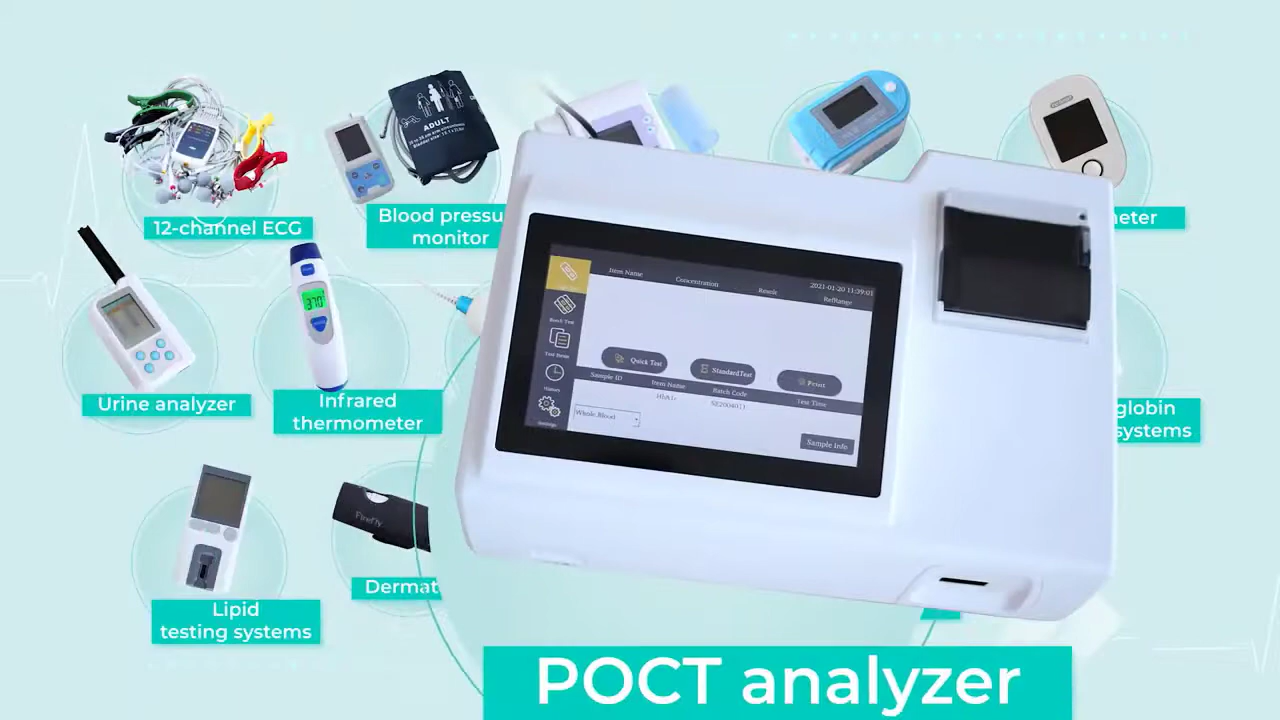 ADULT
12-channel ECG
Blood pressu
monitor
meter
Urine analyzer
37.0
Infrared
thermometer
globin
systems
Firefly
Lipid
testing systems
Dermat
Item Name
Concentration
Result
2021-01-20 11:39:01
RefRange
Quick Test
StandardTest
Print
Sample ID
Item Name
Batch Code
Test Time
HbA1c
Whole Blood
Sample Info
POCT analyzer